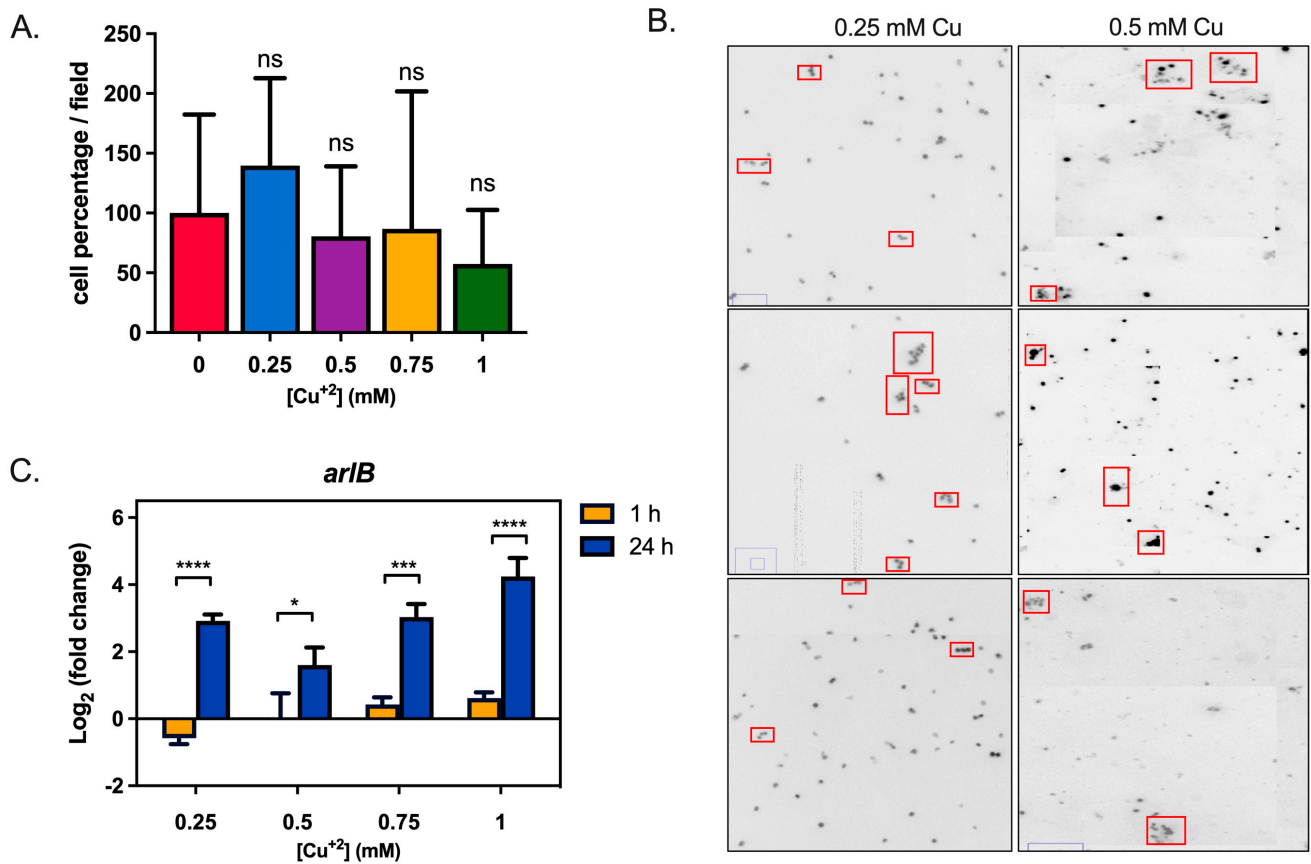 A.
250
200
150
100
50
0
cell percentage / field
ns
ns
ns
ns
0 0.25 0.5 0.75 1
[Cu+2] (mM)
B.
0.25 mM Cu 0.5 mM Cu
C.
arlB
6
4
2
0
-2
Log2 (fold change)
****
*
***
****
1 h
24 h
0.25 0.5 0.75 1
[Cu+2] (mM)